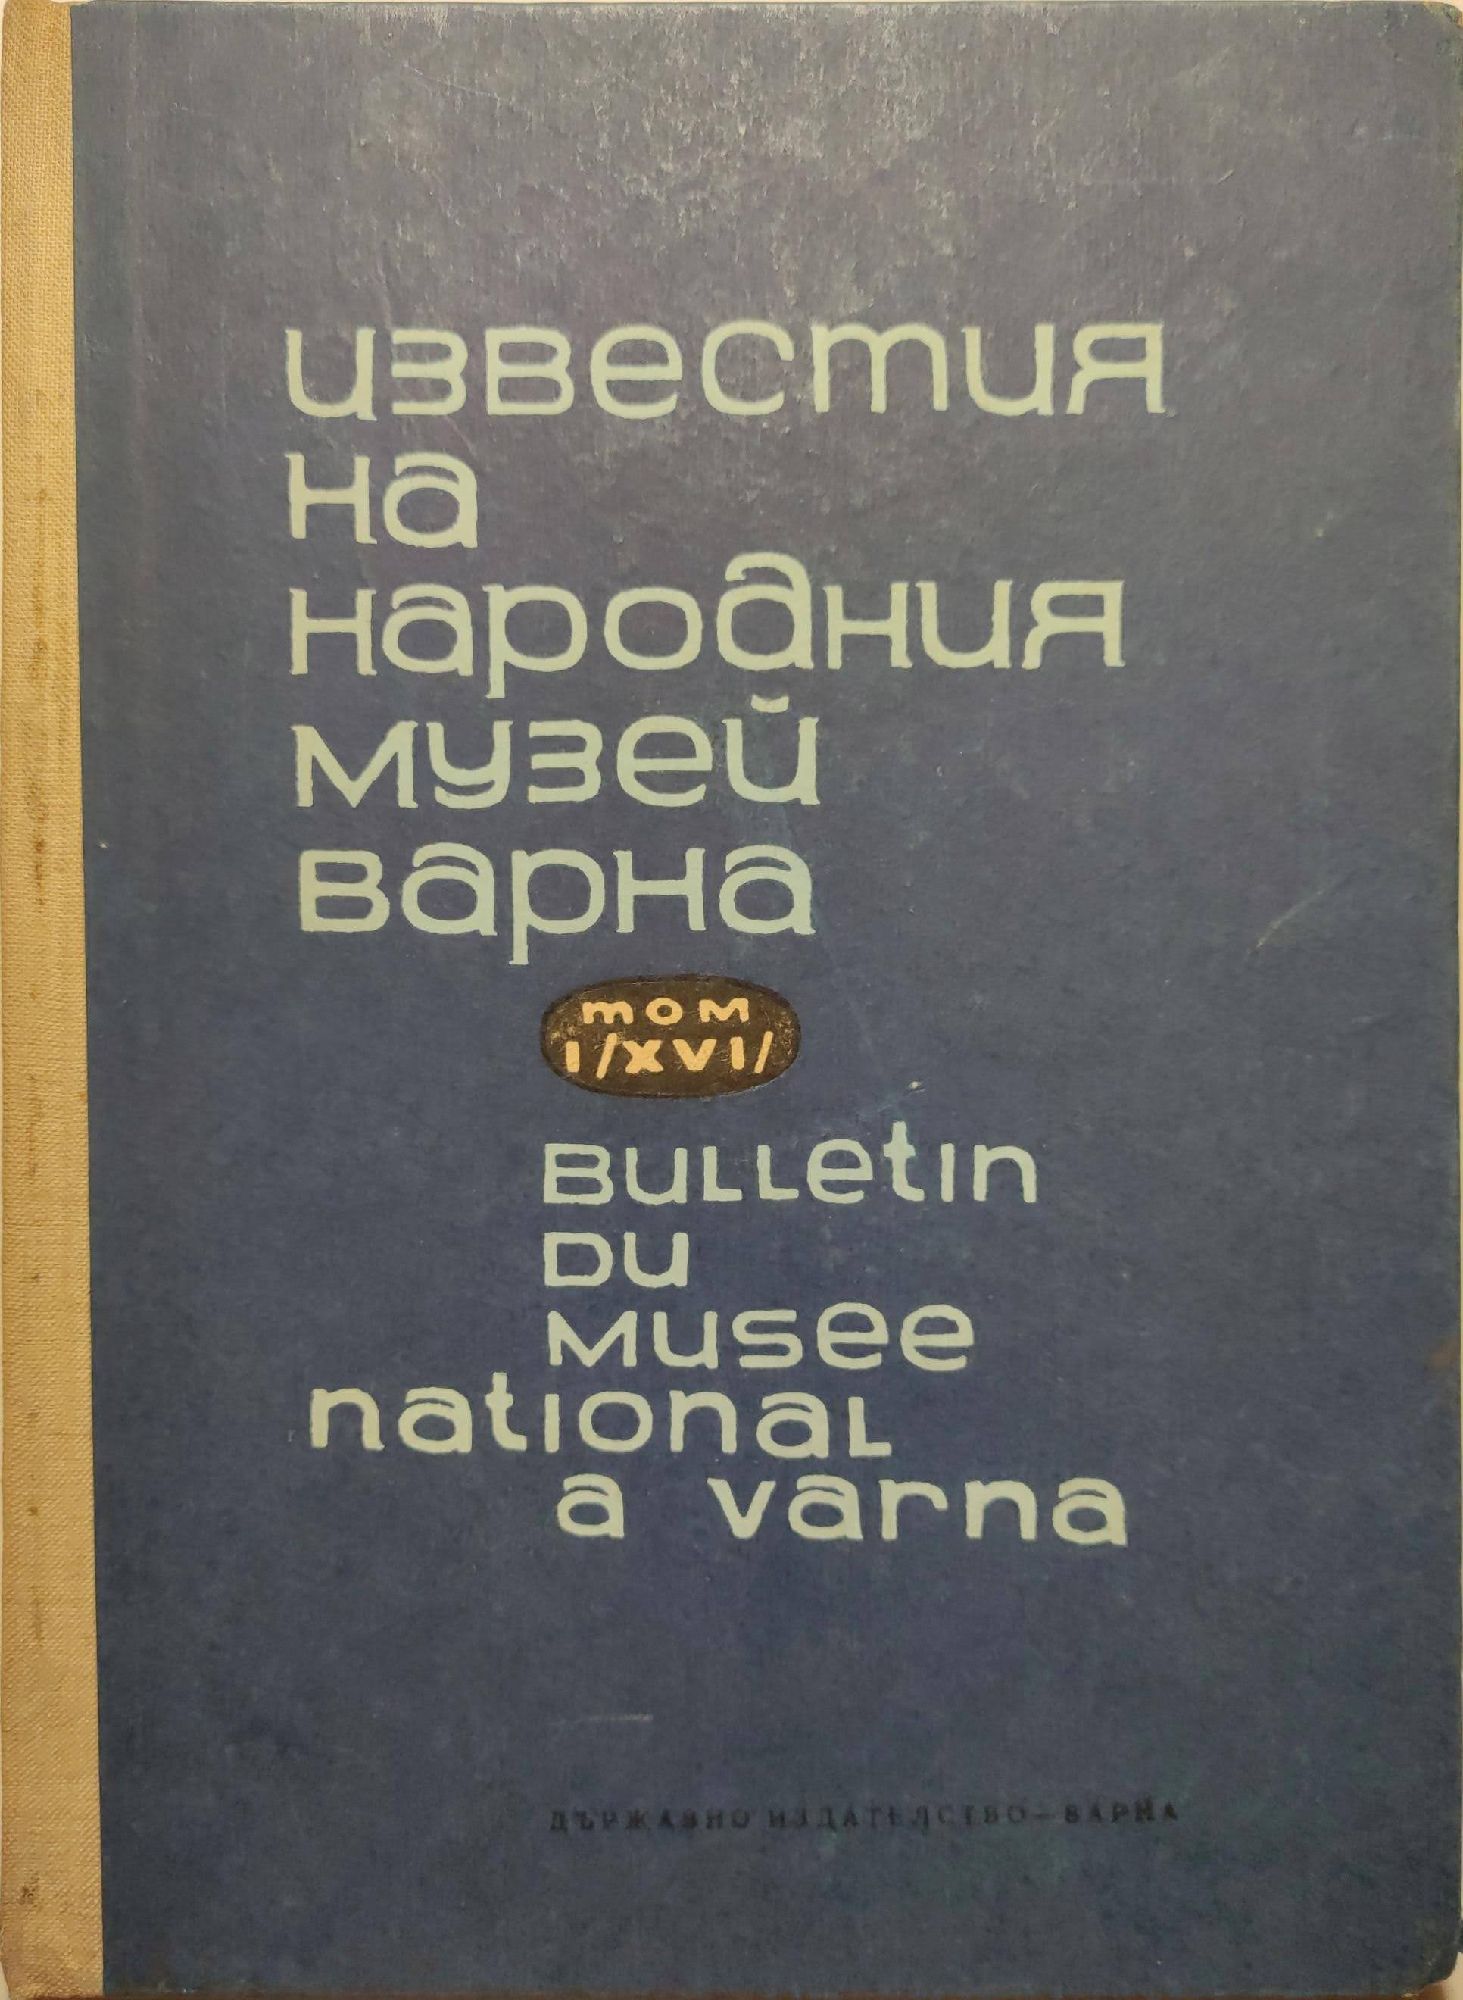 известия
на
народния
музей
варна
том
I/XVI/
Bulletin
du
musee
national
a varna
ДЪРЖАВНО ИЗДАТЕЛСТВО – ВАРНА